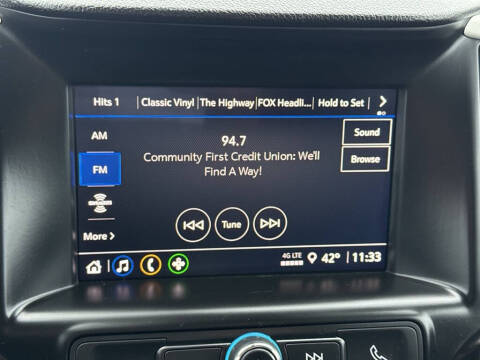 Hits 1 | Classic Vinyl | The Highway | FOX Headli... | Hold to Set |
AM
94.7
Sound
Community First Credit Union: We'll
Find A Way!
Browse
FM
Tune
More >
4G LTE
42° | 11:33